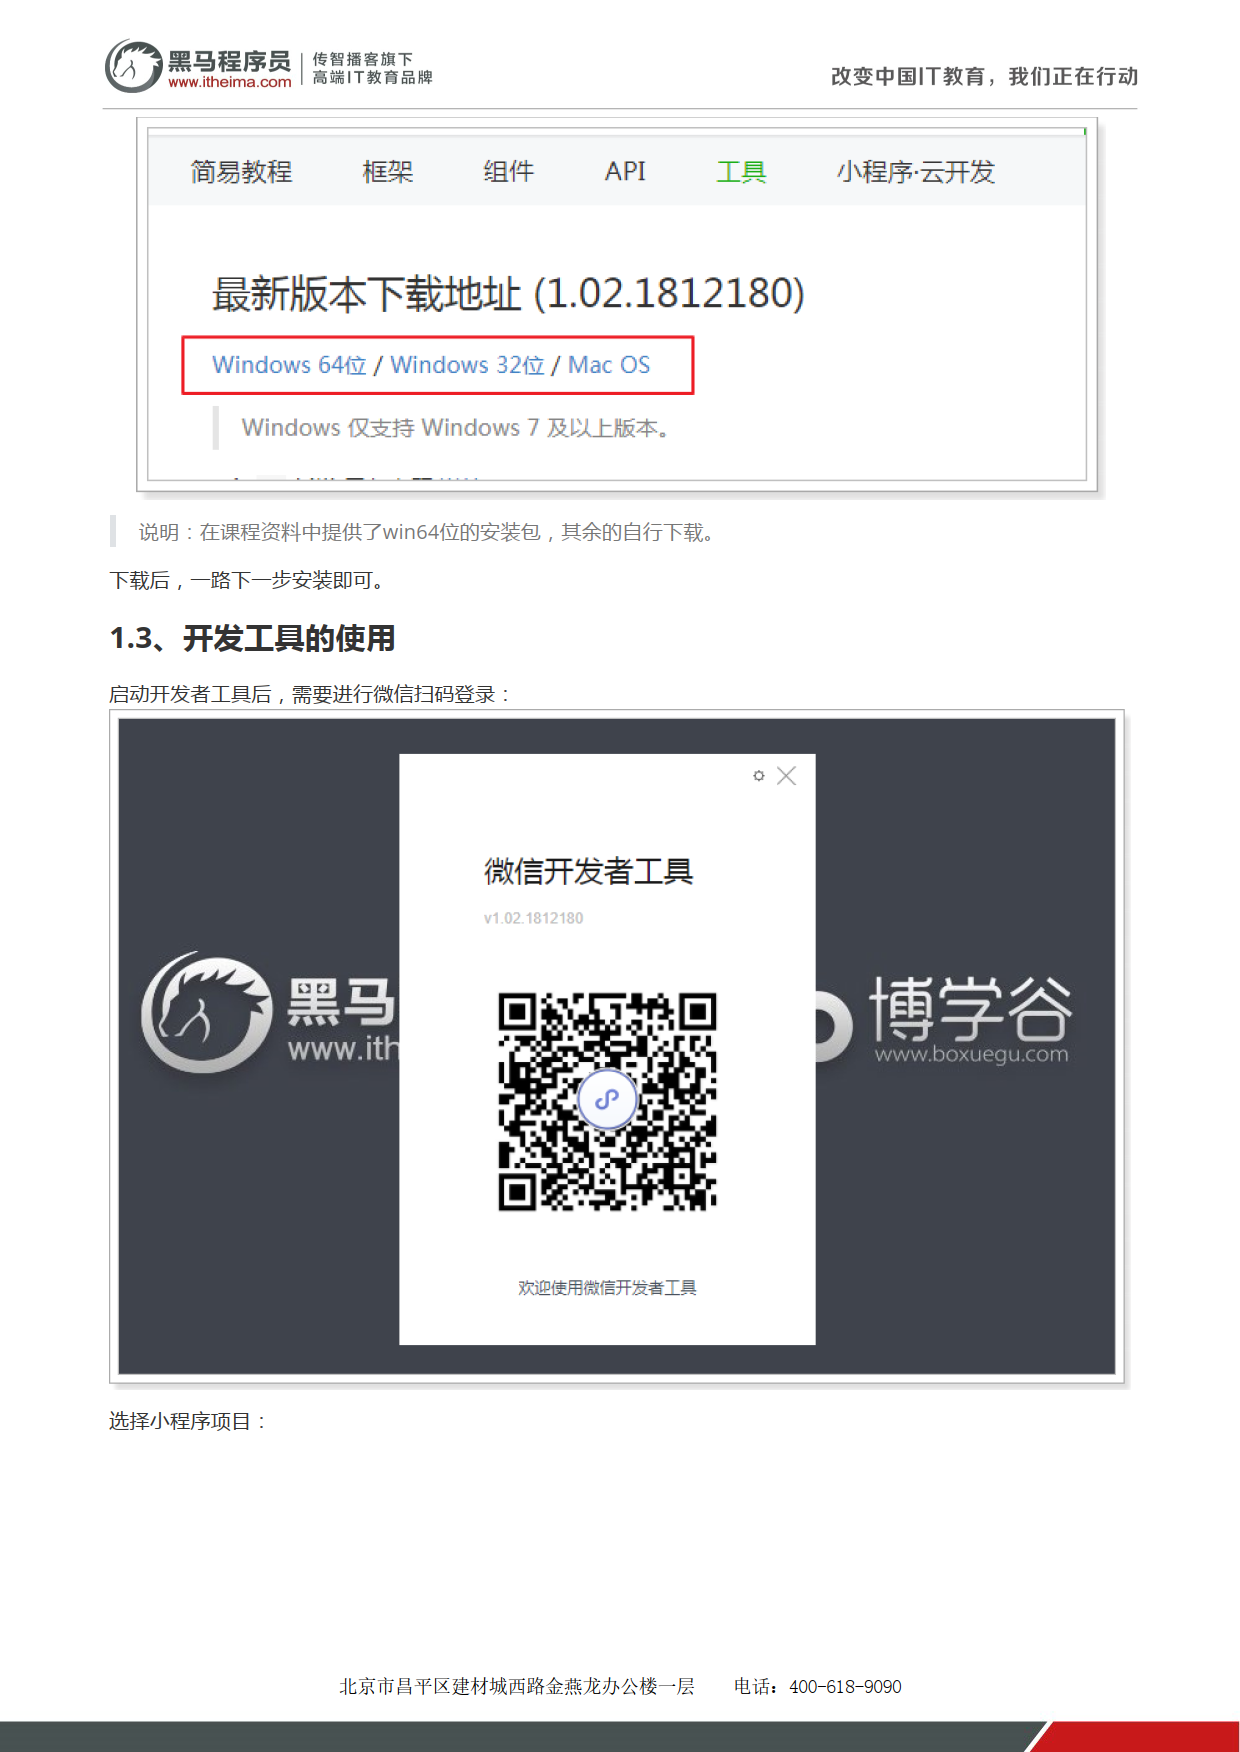 黑马程序员
www.itheima.com
传智播客旗下
高端IT教育品牌
改变中国IT教育，我们正在行动
简易教程 框架 组件 API 工具 小程序·云开发
最新版本下载地址 (1.02.1812180)
Windows 64位 / Windows 32位 / Mac OS
Windows 仅支持 Windows 7 及以上版本。
说明：在课程资料中提供了win64位的安装包，其余的自行下载。
下载后，一路下一步安装即可。
1.3、开发工具的使用
启动开发者工具后，需要进行微信扫码登录：
微信开发者工具
v1.02.1812180
黑马
www.ith
博学谷
www.boxuegu.com
欢迎使用微信开发者工具
选择小程序项目：
北京市昌平区建材城西路金燕龙办公楼一层 电话：400-618-9090